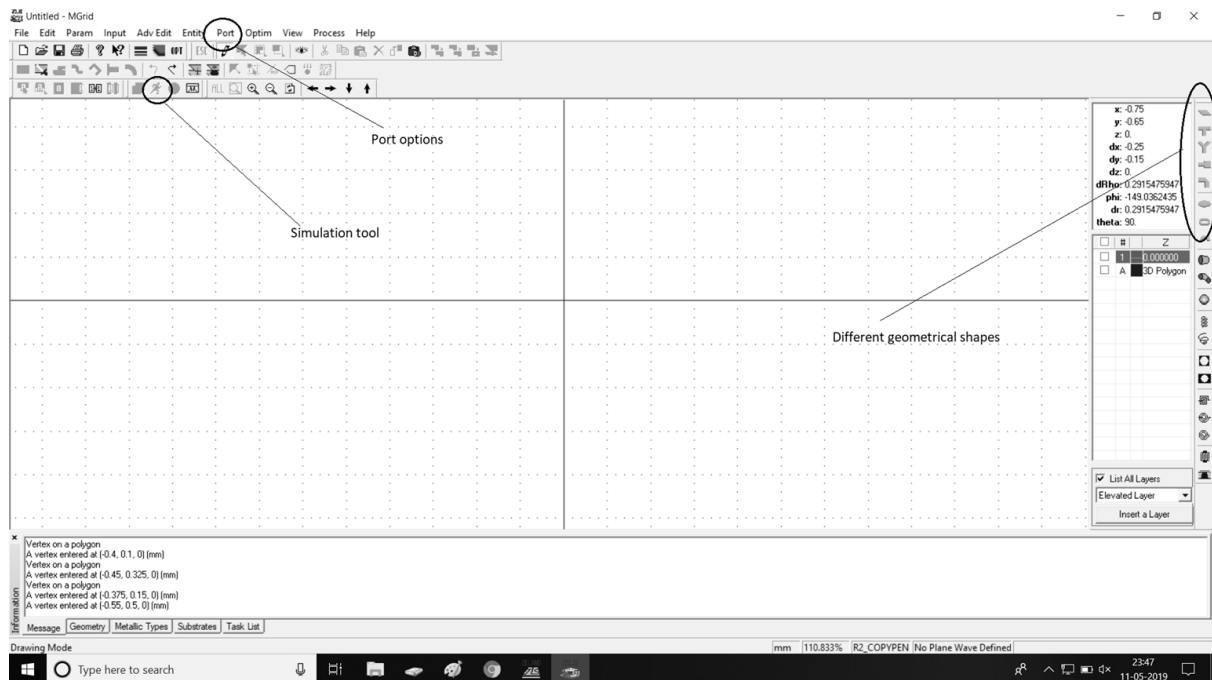 Untitled - MGrid
File Edit Param Input Adv Edit Entity Port Optim View Process Help
OPT ESC
ALL
Port options
Simulation tool
Different geometrical shapes
x: -0.75
y: -0.65
z: 0.
dx: -0.25
dy: -0.15
dz: 0.
dRho: 0.2915475947
phi: -149.0362435
dr: 0.2915475947
theta: 90.
# Z
1 0.000000
A 3D Polygon
List All Layers
Elevated Layer
Insert a Layer
Vertex on a polygon
A vertex entered at (-0.4, 0.1, 0) (mm)
Vertex on a polygon
A vertex entered at (-0.45, 0.325, 0) (mm)
Vertex on a polygon
A vertex entered at (-0.375, 0.15, 0) (mm)
A vertex entered at (-0.55, 0.5, 0) (mm)
Information
Message Geometry Metallic Types Substrates Task List
Drawing Mode mm 110.833% R2_COPYPEN No Plane Wave Defined
Type here to search
23:47
11-05-2019